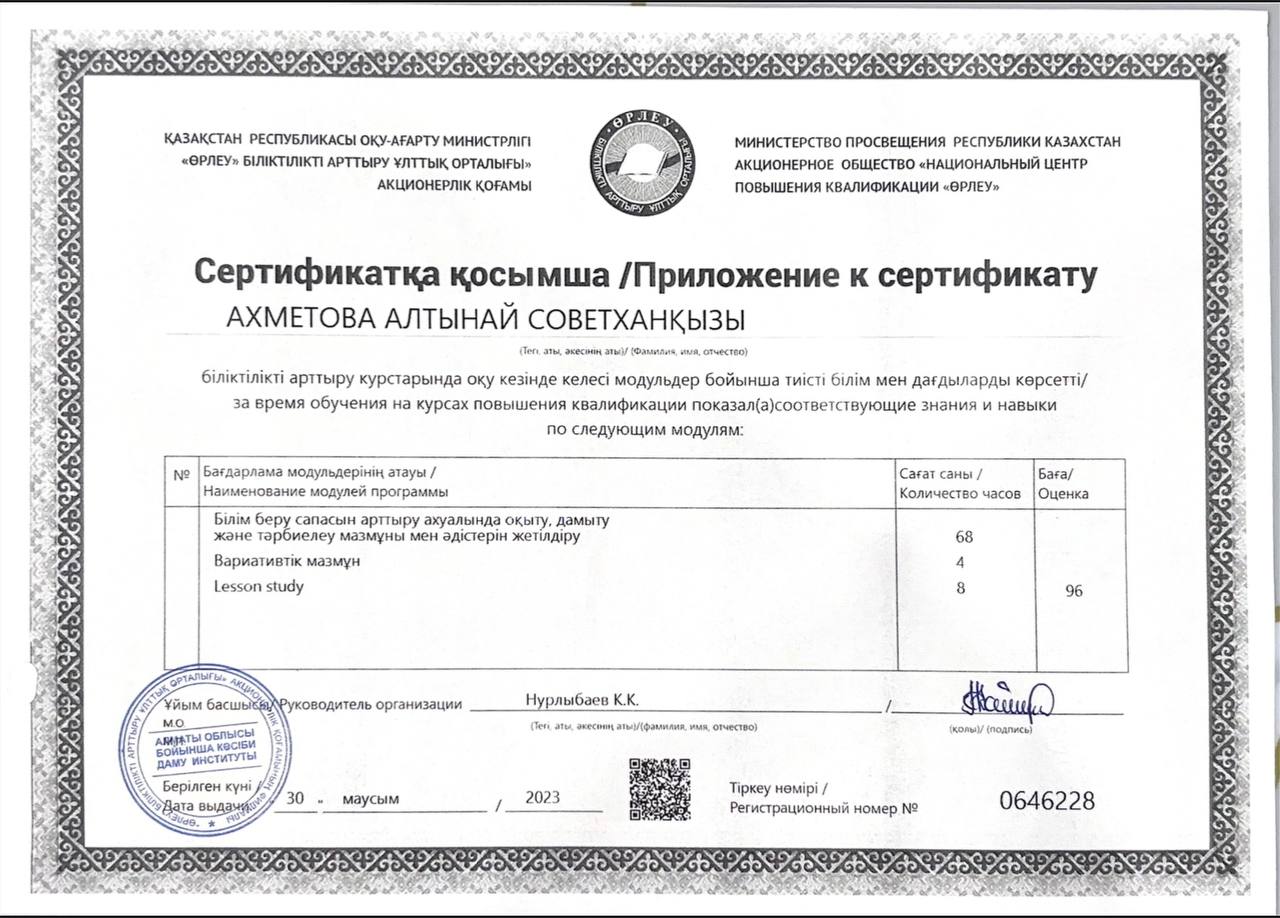 ҚАЗАҚСТАН РЕСПУБЛИКАСЫ ОҚУ-АҒАРТУ МИНИСТРЛІГІ
«ӨРЛЕУ» БІЛІКТІЛІКТІ АРТТЫРУ ҰЛТТЫҚ ОРТАЛЫҒЫ»
АКЦИОНЕРЛІК ҚОҒАМЫ
ӨРЛЕУ
БІЛІКТІЛІКТІ АРТТЫРУ ҰЛТТЫҚ ОРТАЛЫҒЫ
МИНИСТЕРСТВО ПРОСВЕЩЕНИЯ РЕСПУБЛИКИ КАЗАХСТАН
АКЦИОНЕРНОЕ ОБЩЕСТВО «НАЦИОНАЛЬНЫЙ ЦЕНТР
ПОВЫШЕНИЯ КВАЛИФИКАЦИИ «ӨРЛЕУ»
Сертификатқа қосымша /Приложение к сертификату
АХМЕТОВА АЛТЫНАЙ СОВЕТХАНҚЫЗЫ
(Тегі, аты, әкесінің аты)/ (Фамилия, имя, отчество)
біліктілікті арттыру курстарында оқу кезінде келесі модульдер бойынша тиісті білім мен дағдыларды көрсетті/
за время обучения на курсах повышения квалификации показал(а)соответствующие знания и навыки
по следующим модулям:
№ Бағдарлама модульдерінің атауы / Сағат саны / Баға/
Наименование модулей программы Количество часов Оценка
Білім беру сапасын арттыру ахуалында оқыту, дамыту
және тәрбиелеу мазмұны мен әдістерін жетілдіру 68
Вариативтік мазмұн 4
Lesson study 8 96
Ұйым басшысы/Руководитель организации Нурлыбаев К.К. /
(Тегі, аты, әкесінің аты)/(фамилия, имя, отчество) (қолы)/ (подпись)
М.О.
М.П.
АЛМАТЫ ОБЛЫСЫ
БОЙЫНША КӘСІБИ
ДАМУ ИНСТИТУТЫ
«ӨРЛЕУ» БІЛІКТІЛІКТІ АРТТЫРУ ҰЛТТЫҚ ОРТАЛЫҒЫ» АКЦИОНЕРЛІК ҚОҒАМЫНЫҢ ФИЛИАЛЫ
Берілген күні /
Дата выдачи 30 " маусым / 2023
Тіркеу нөмірі /
Регистрационный номер № 0646228